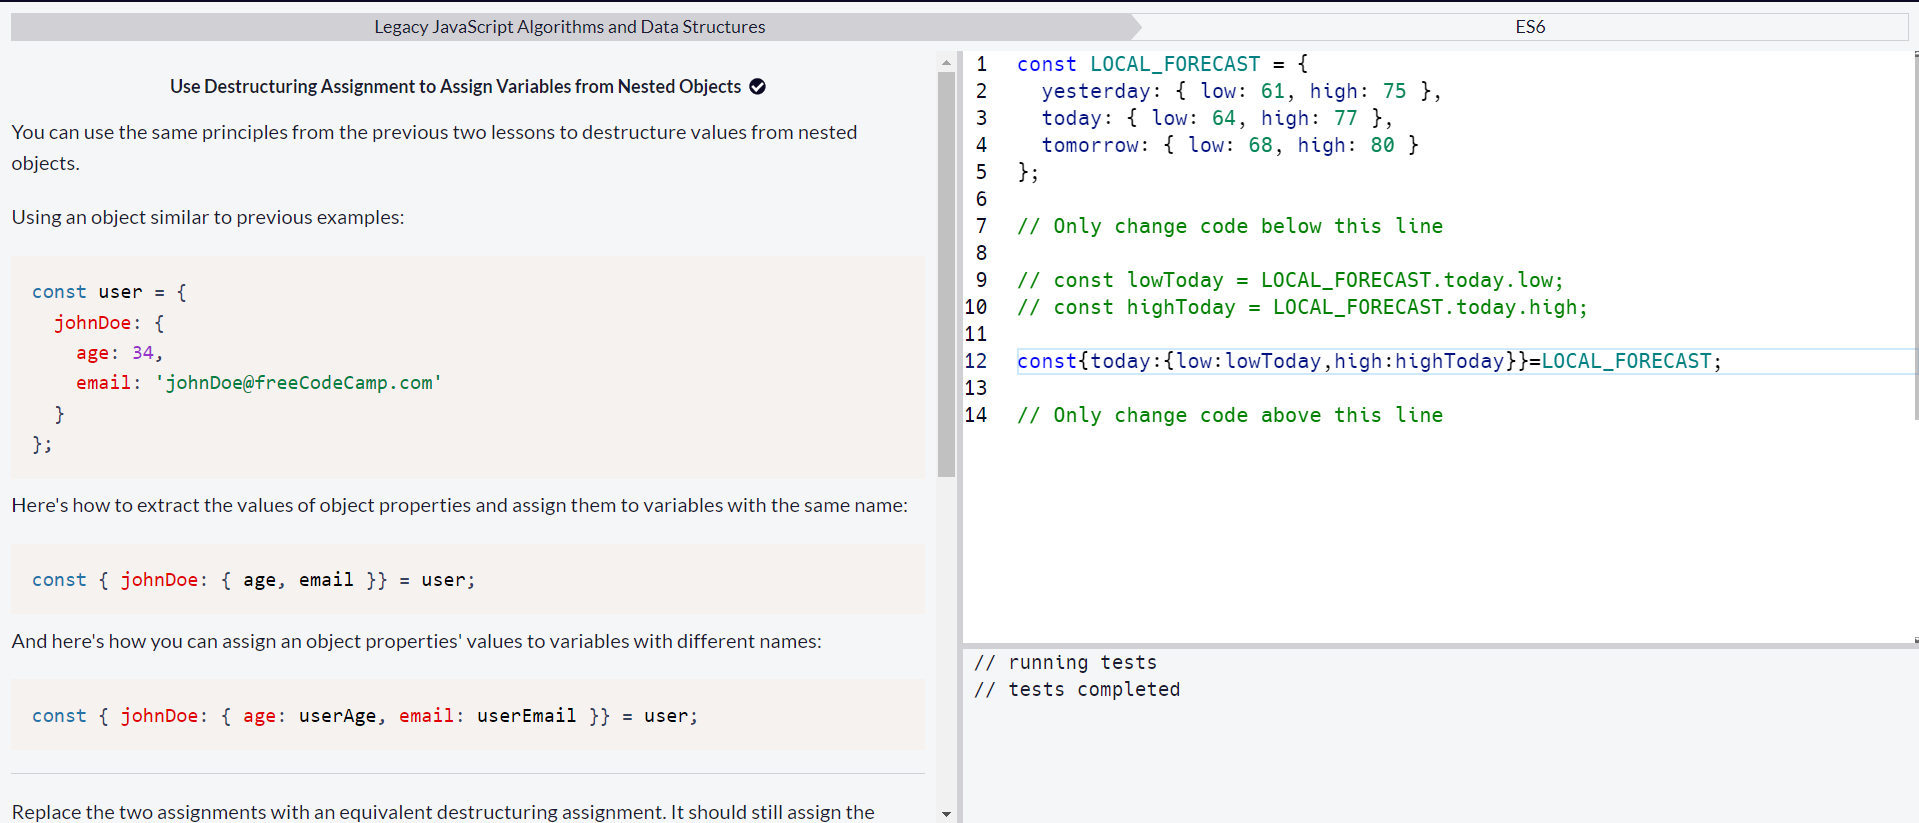 Legacy JavaScript Algorithms and Data Structures
ES6
Use Destructuring Assignment to Assign Variables from Nested Objects
You can use the same principles from the previous two lessons to destructure values from nested
objects.
Using an object similar to previous examples:
const user = {
  johnDoe: {
    age: 34,
    email: 'johnDoe@freeCodeCamp.com'
  }
};
Here's how to extract the values of object properties and assign them to variables with the same name:
const { johnDoe: { age, email }} = user;
And here's how you can assign an object properties' values to variables with different names:
const { johnDoe: { age: userAge, email: userEmail }} = user;
Replace the two assignments with an equivalent destructuring assignment. It should still assign the
1 const LOCAL_FORECAST = {
2   yesterday: { low: 61, high: 75 },
3   today: { low: 64, high: 77 },
4   tomorrow: { low: 68, high: 80 }
5 };
6
7 // Only change code below this line
8
9 // const lowToday = LOCAL_FORECAST.today.low;
10 // const highToday = LOCAL_FORECAST.today.high;
11
12 const{today:{low:lowToday,high:highToday}}=LOCAL_FORECAST;
13
14 // Only change code above this line
// running tests
// tests completed